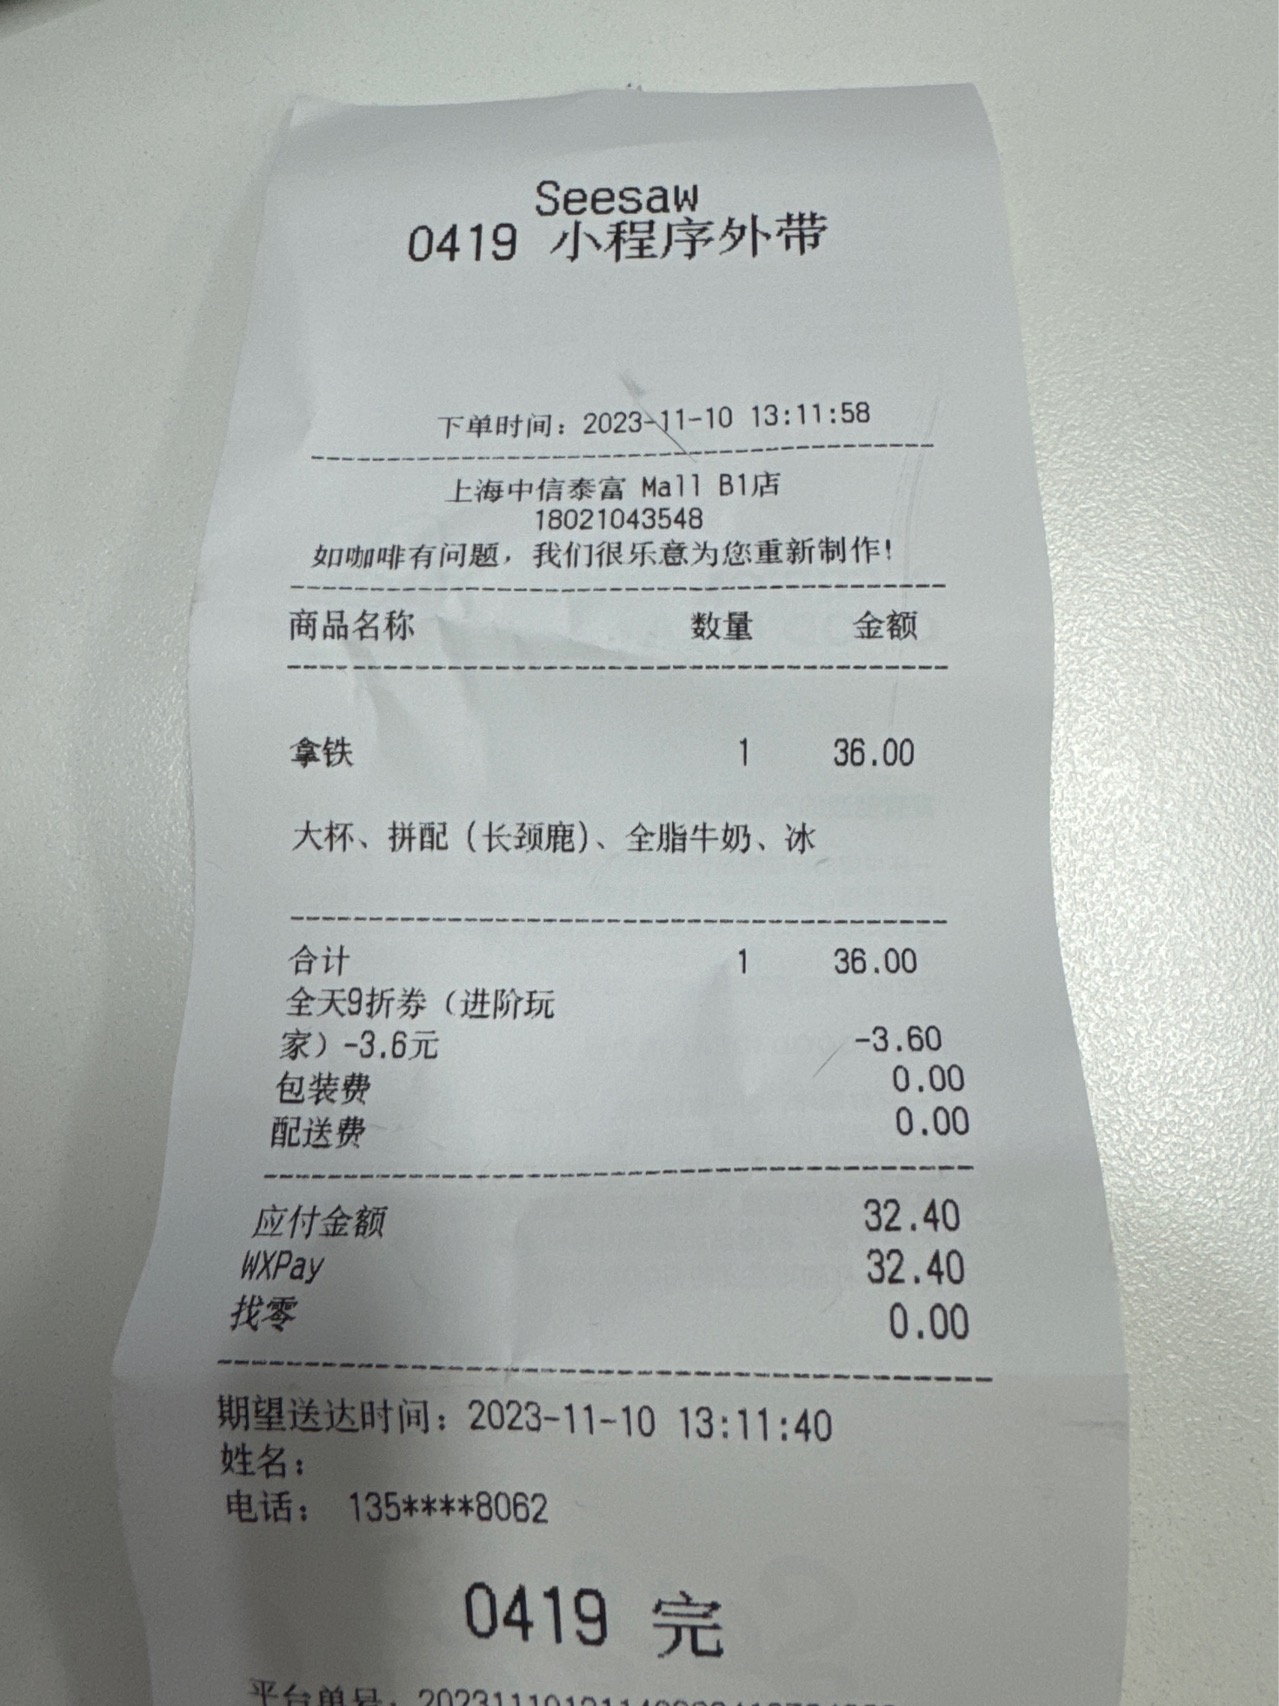 Seesaw
0419 小程序外带
下单时间：2023-11-10 13:11:58
上海中信泰富 Mall B1店
18021043548
如咖啡有问题，我们很乐意为您重新制作!
商品名称 数量 金额
拿铁 1 36.00
大杯、拼配（长颈鹿）、全脂牛奶、冰
合计 1 36.00
全天9折券（进阶玩
家）-3.6元 -3.60
包装费 0.00
配送费 0.00
应付金额 32.40
WXPay 32.40
找零 0.00
期望送达时间：2023-11-10 13:11:40
姓名：
电话： 135****8062
0419 完
平台单号：